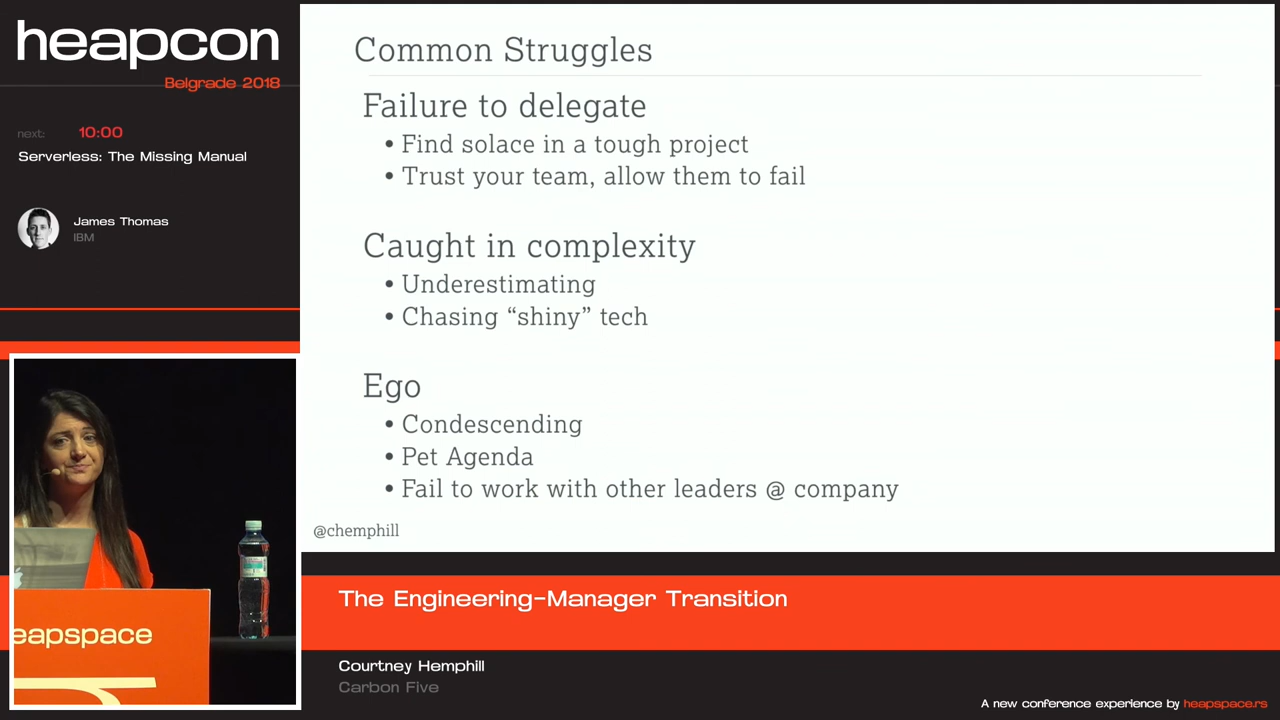 heapcon
Belgrade 2018
next: 10:00
Serverless: The Missing Manual
James Thomas
IBM
Common Struggles
Failure to delegate
• Find solace in a tough project
• Trust your team, allow them to fail
Caught in complexity
• Underestimating
• Chasing “shiny” tech
Ego
• Condescending
• Pet Agenda
• Fail to work with other leaders @ company
@chemphill
eapspace
The Engineering-Manager Transition
Courtney Hemphill
Carbon Five
A new conference experience by heapspace.rs